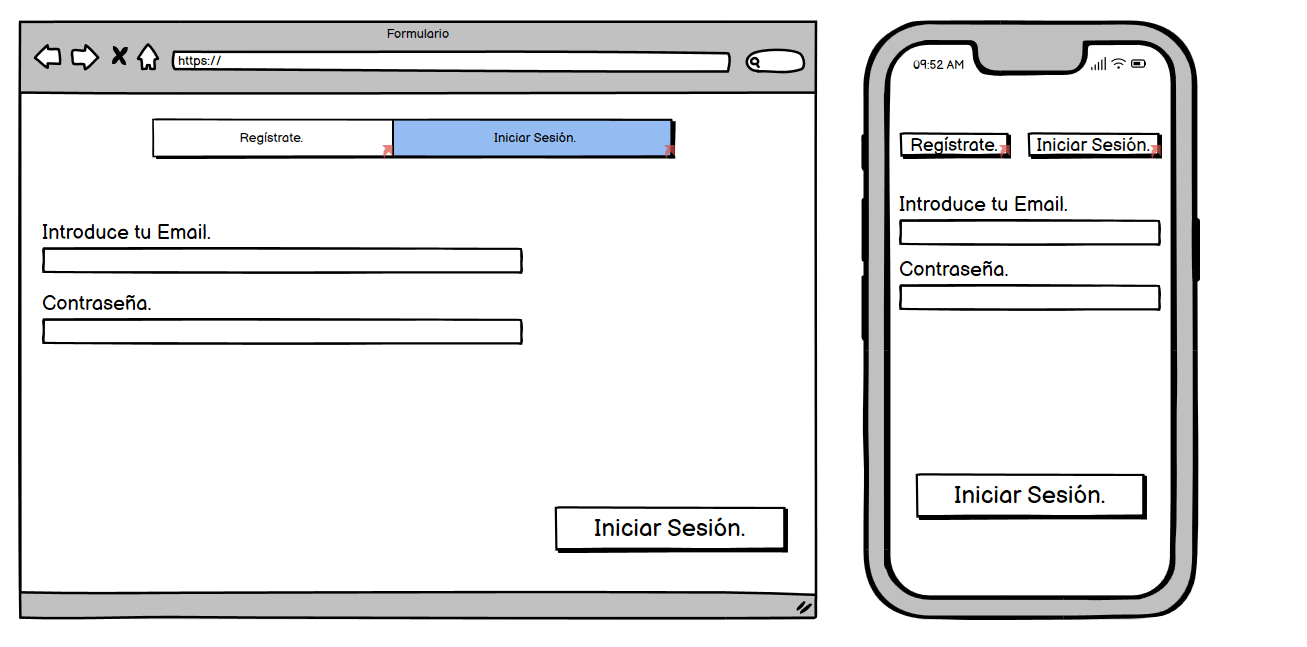 Formulario
https://
Regístrate.
Iniciar Sesión.
Introduce tu Email.
Contraseña.
Iniciar Sesión.
09:52 AM
Regístrate.
Iniciar Sesión.
Introduce tu Email.
Contraseña.
Iniciar Sesión.